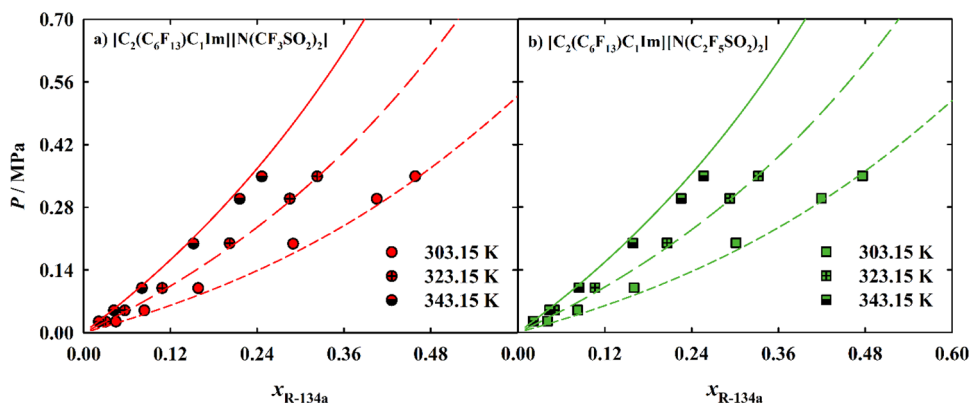 0.70
0.56
0.42
0.28
0.14
0.00
P / MPa
a) [C2(C6F13)C1Im][N(CF3SO2)2]
303.15 K
323.15 K
343.15 K
0.00 0.12 0.24 0.36 0.48
xR-134a
b) [C2(C6F13)C1Im][N(C2F5SO2)2]
303.15 K
323.15 K
343.15 K
0.00 0.12 0.24 0.36 0.48 0.60
xR-134a